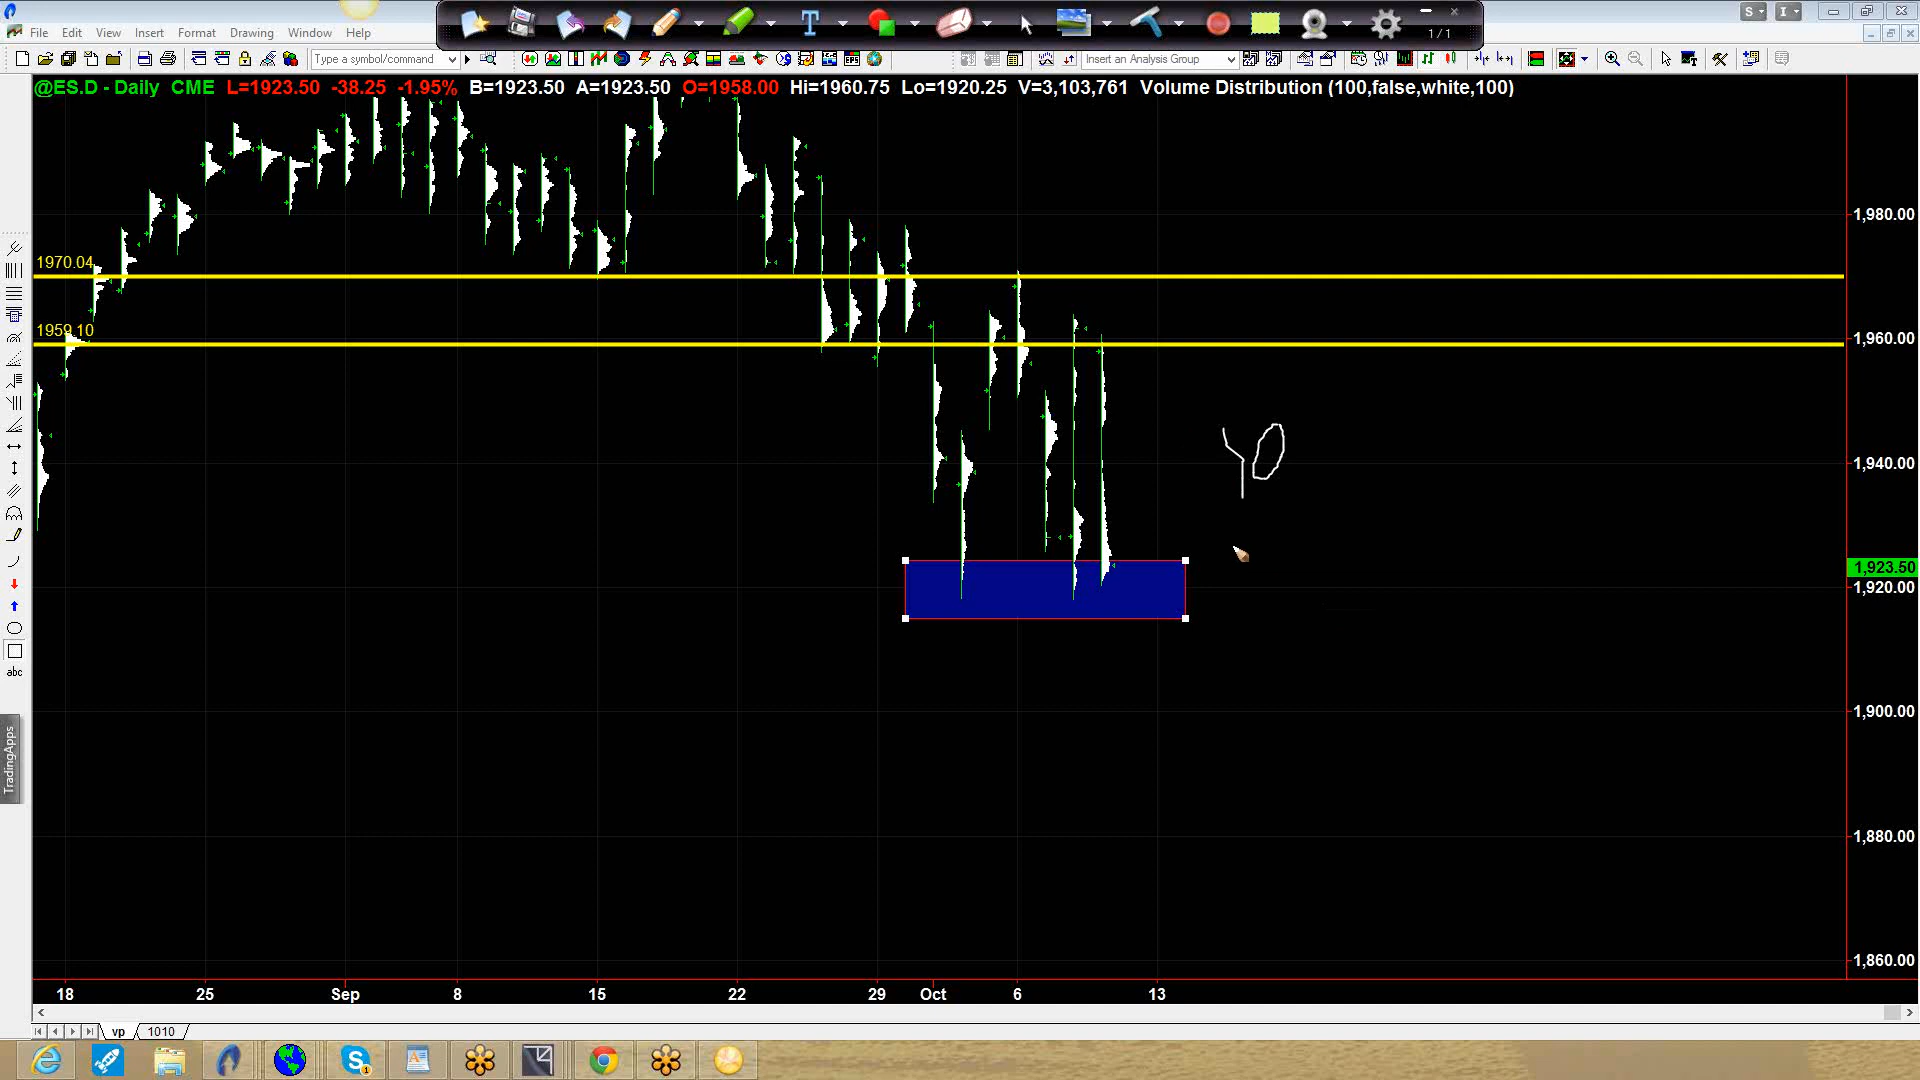 S I
File Edit View Insert Format Drawing Window Help
T
1/1
Type a symbol/command
Insert an Analysis Group
@ES.D - Daily CME L=1923.50 -38.25 -1.95% B=1923.50 A=1923.50 O=1958.00 Hi=1960.75 Lo=1920.25 V=3,103,761 Volume Distribution (100,false,white,100)
1,980.00
1970.04
1959.10
1,960.00
40
1,940.00
1,923.50
1,920.00
abc
1,900.00
TradingApps
1,880.00
1,860.00
18 25 Sep 8 15 22 29 Oct 6 13
vp 1010